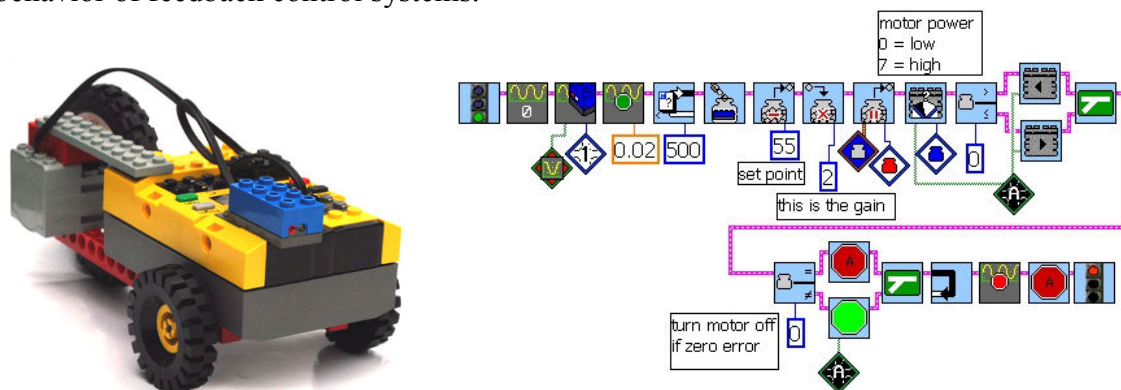 behavior of feedback control systems.
motor power
0 = low
7 = high
0
1
0.02
500
55
set point
2
this is the gain
>
≤
0
A
=
≠
A
A
0
turn motor off
if zero error
A